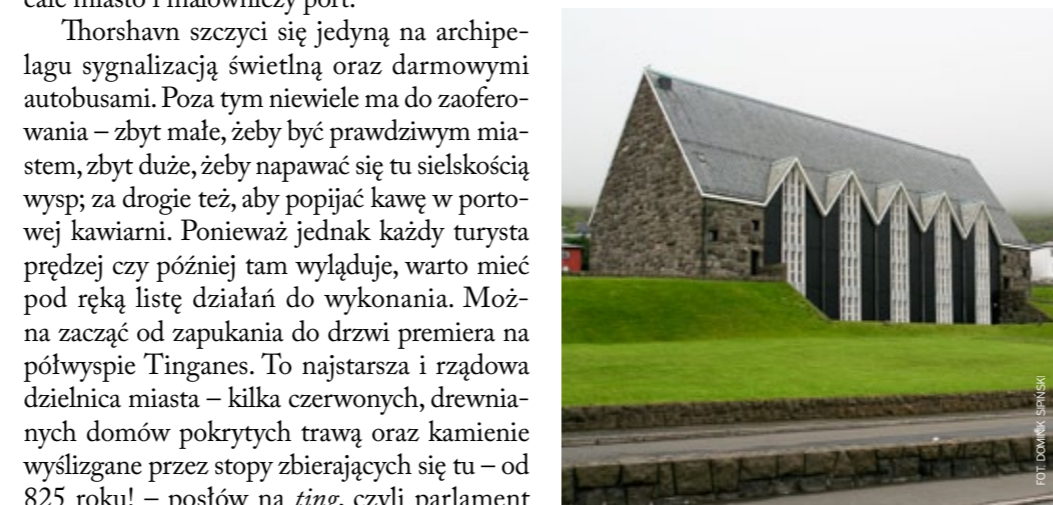 całe miasto i malowniczy port.
Thorshavn szczyci się jedyną na archipe-
lagu sygnalizacją świetlną oraz darmowymi
autobusami. Poza tym niewiele ma do zaofero-
wania – zbyt małe, żeby być prawdziwym mia-
stem, zbyt duże, żeby napawać się tu sielskością
wysp; za drogie też, aby popijać kawę w porto-
wej kawiarni. Ponieważ jednak każdy turysta
prędzej czy później tam wyląduje, warto mieć
pod ręką listę działań do wykonania. Moż-
na zacząć od zapukania do drzwi premiera na
półwyspie Tinganes. To najstarsza i rządowa
dzielnica miasta – kilka czerwonych, drewnia-
nych domów pokrytych trawą oraz kamienie
wyślizgane przez stopy zbierających się tu – od
825 roku! – posłów na ting, czyli parlament
FOT. DOMINIK SIPIŃSKI